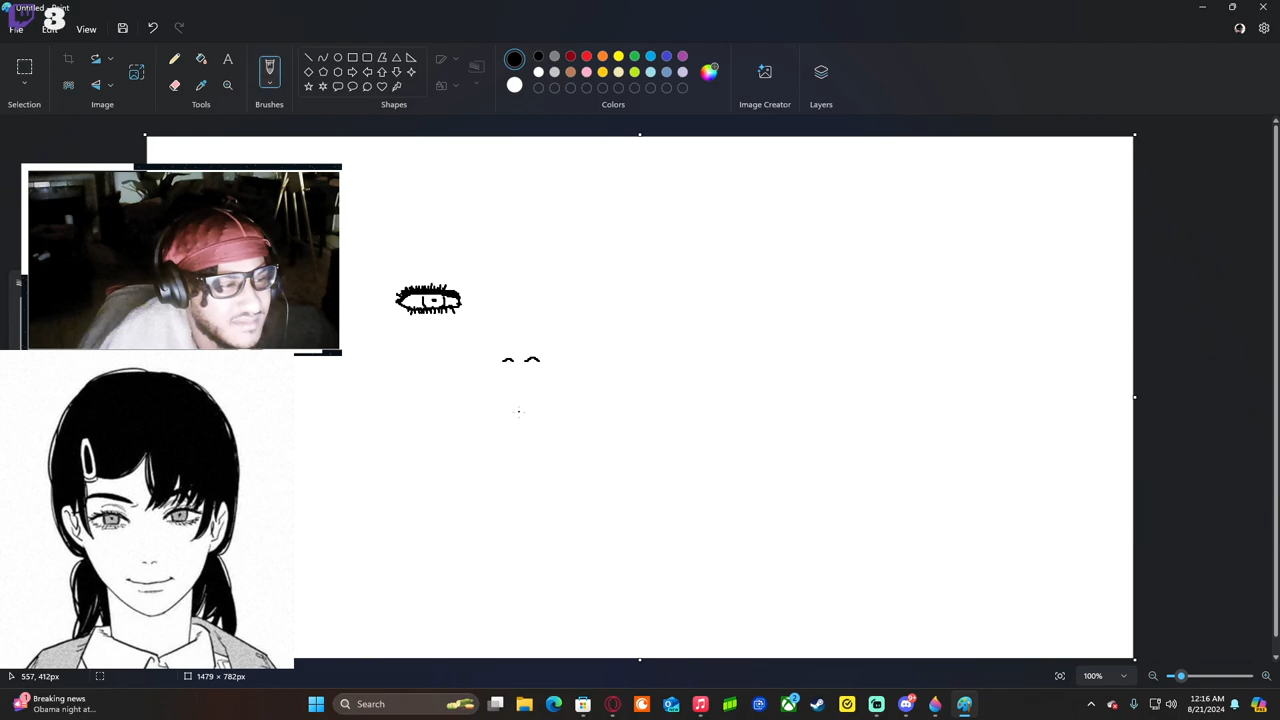 Untitled - Paint
3
File
Edit
View
Selection
Image
Tools
Brushes
Shapes
Colors
Image Creator
Layers
557, 412px
1479 × 782px
100%
Breaking news
Obama night at...
Search
12:16 AM
8/21/2024